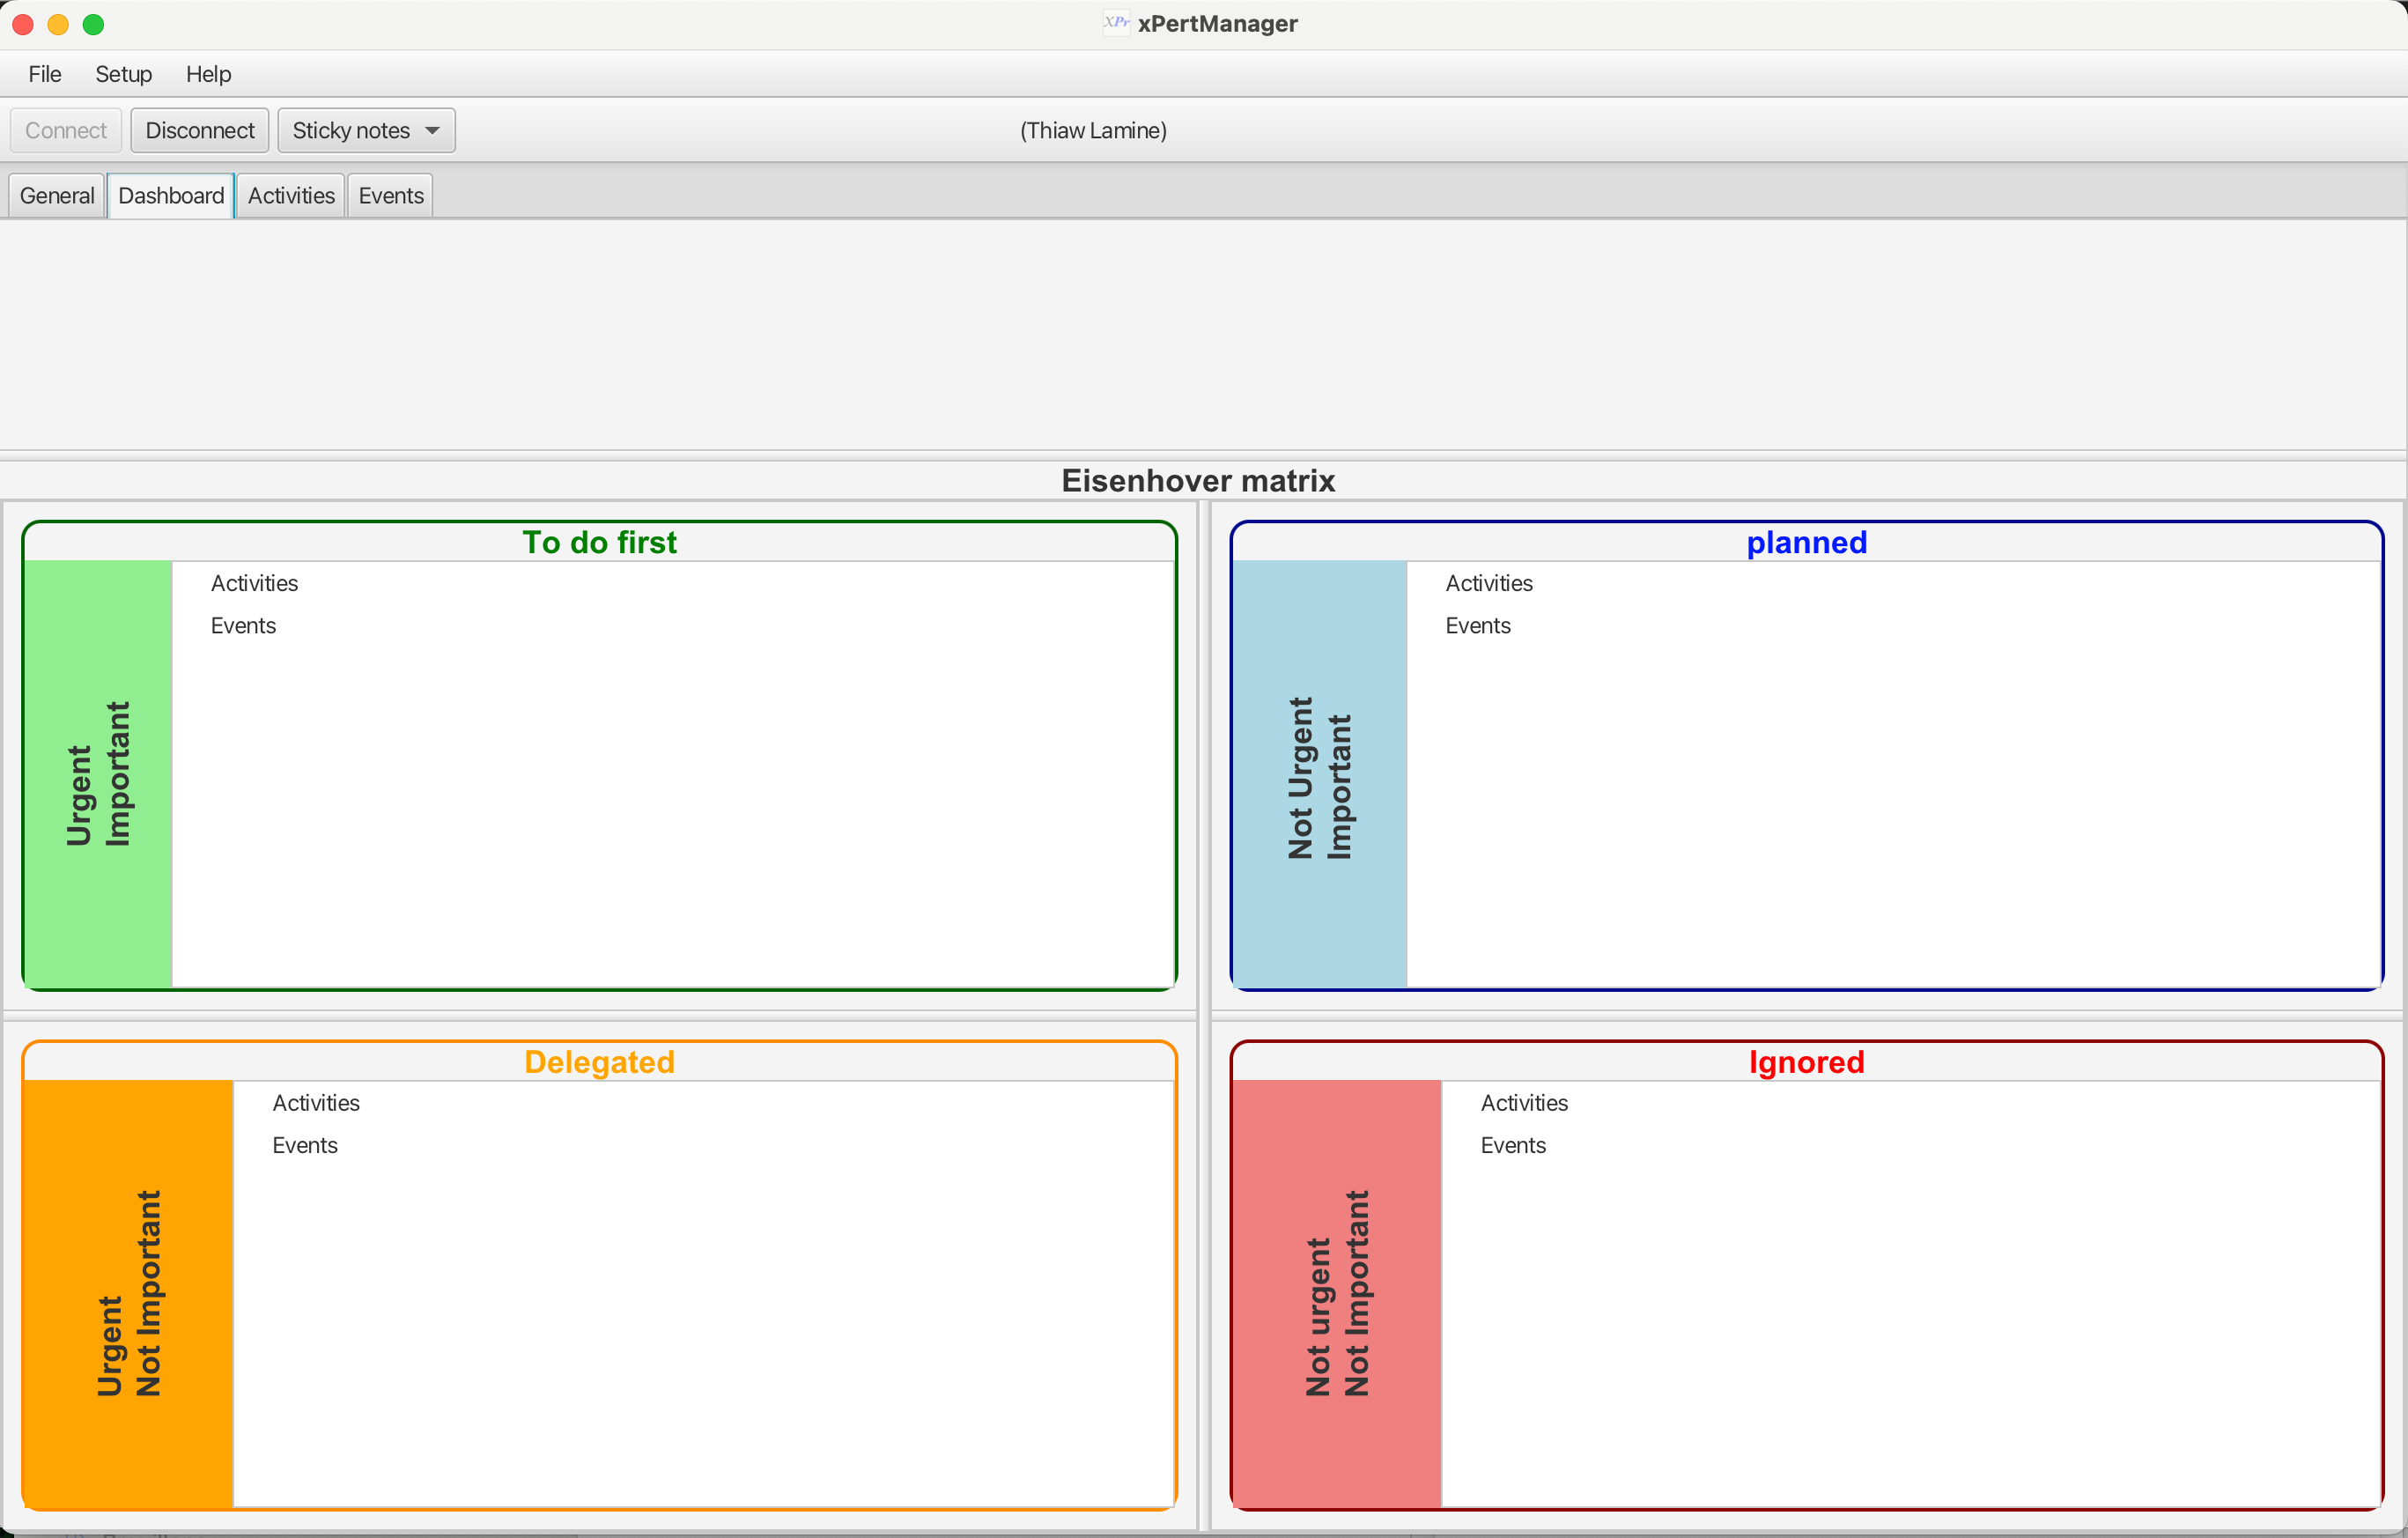 XPr xPertManager
File Setup Help
Connect Disconnect Sticky notes (Thiaw Lamine)
General Dashboard Activities Events
Eisenhover matrix
To do first
Urgent
Important
Activities
Events
planned
Not Urgent
Important
Activities
Events
Delegated
Urgent
Not Important
Activities
Events
Ignored
Not urgent
Not Important
Activities
Events